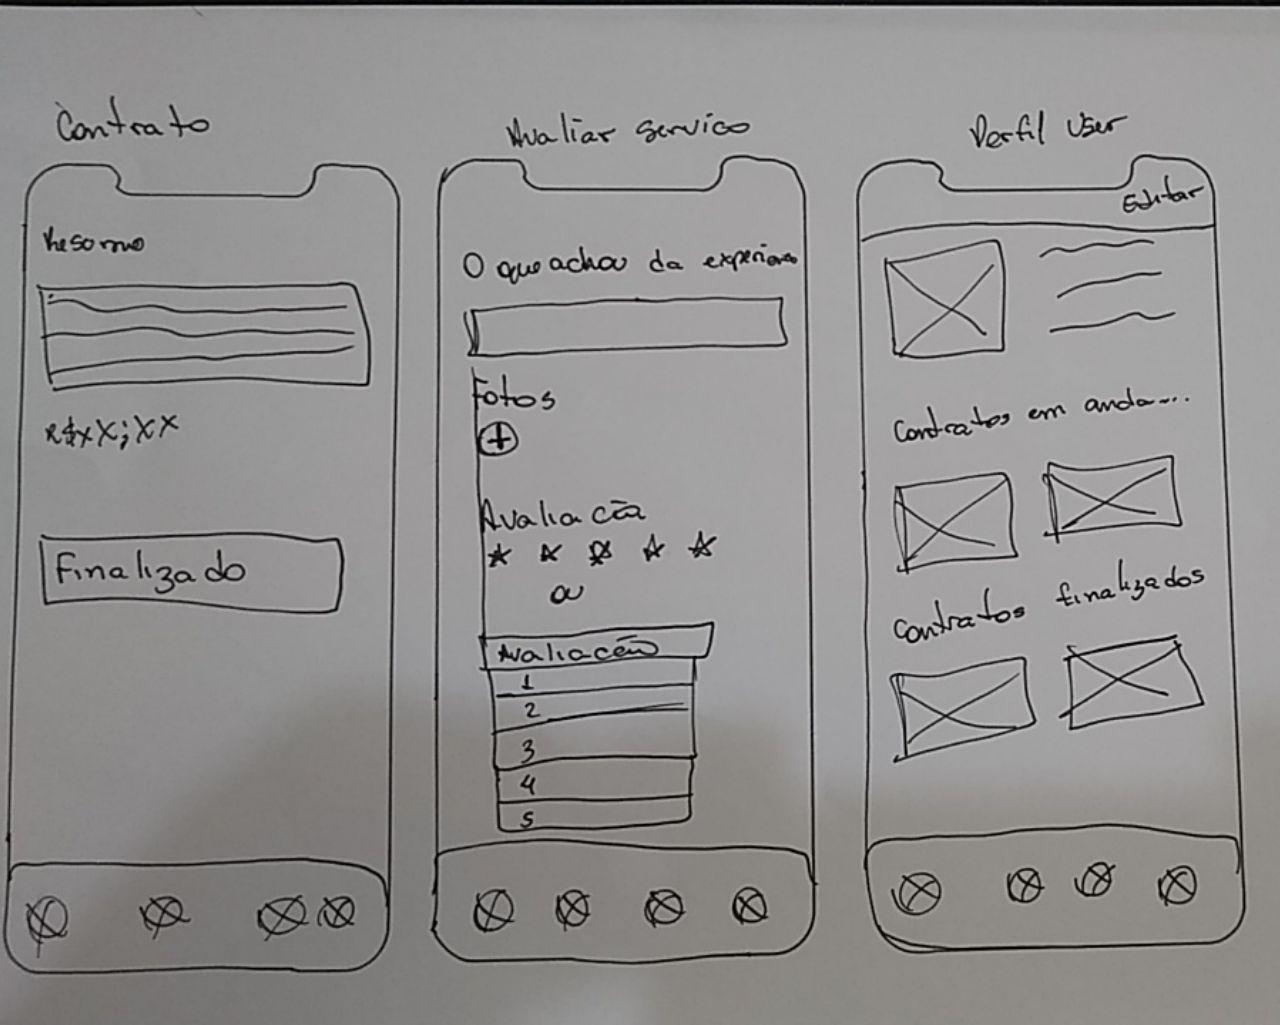 Contrato
Resumo
R$XX;XX
Finalizado
Avaliar serviço
O que achou da experienc
Fotos
Avaliação
ou
Avaliação
1
2
3
4
5
Perfil User
Editar
Contratos em anda...
Contratos finalizados